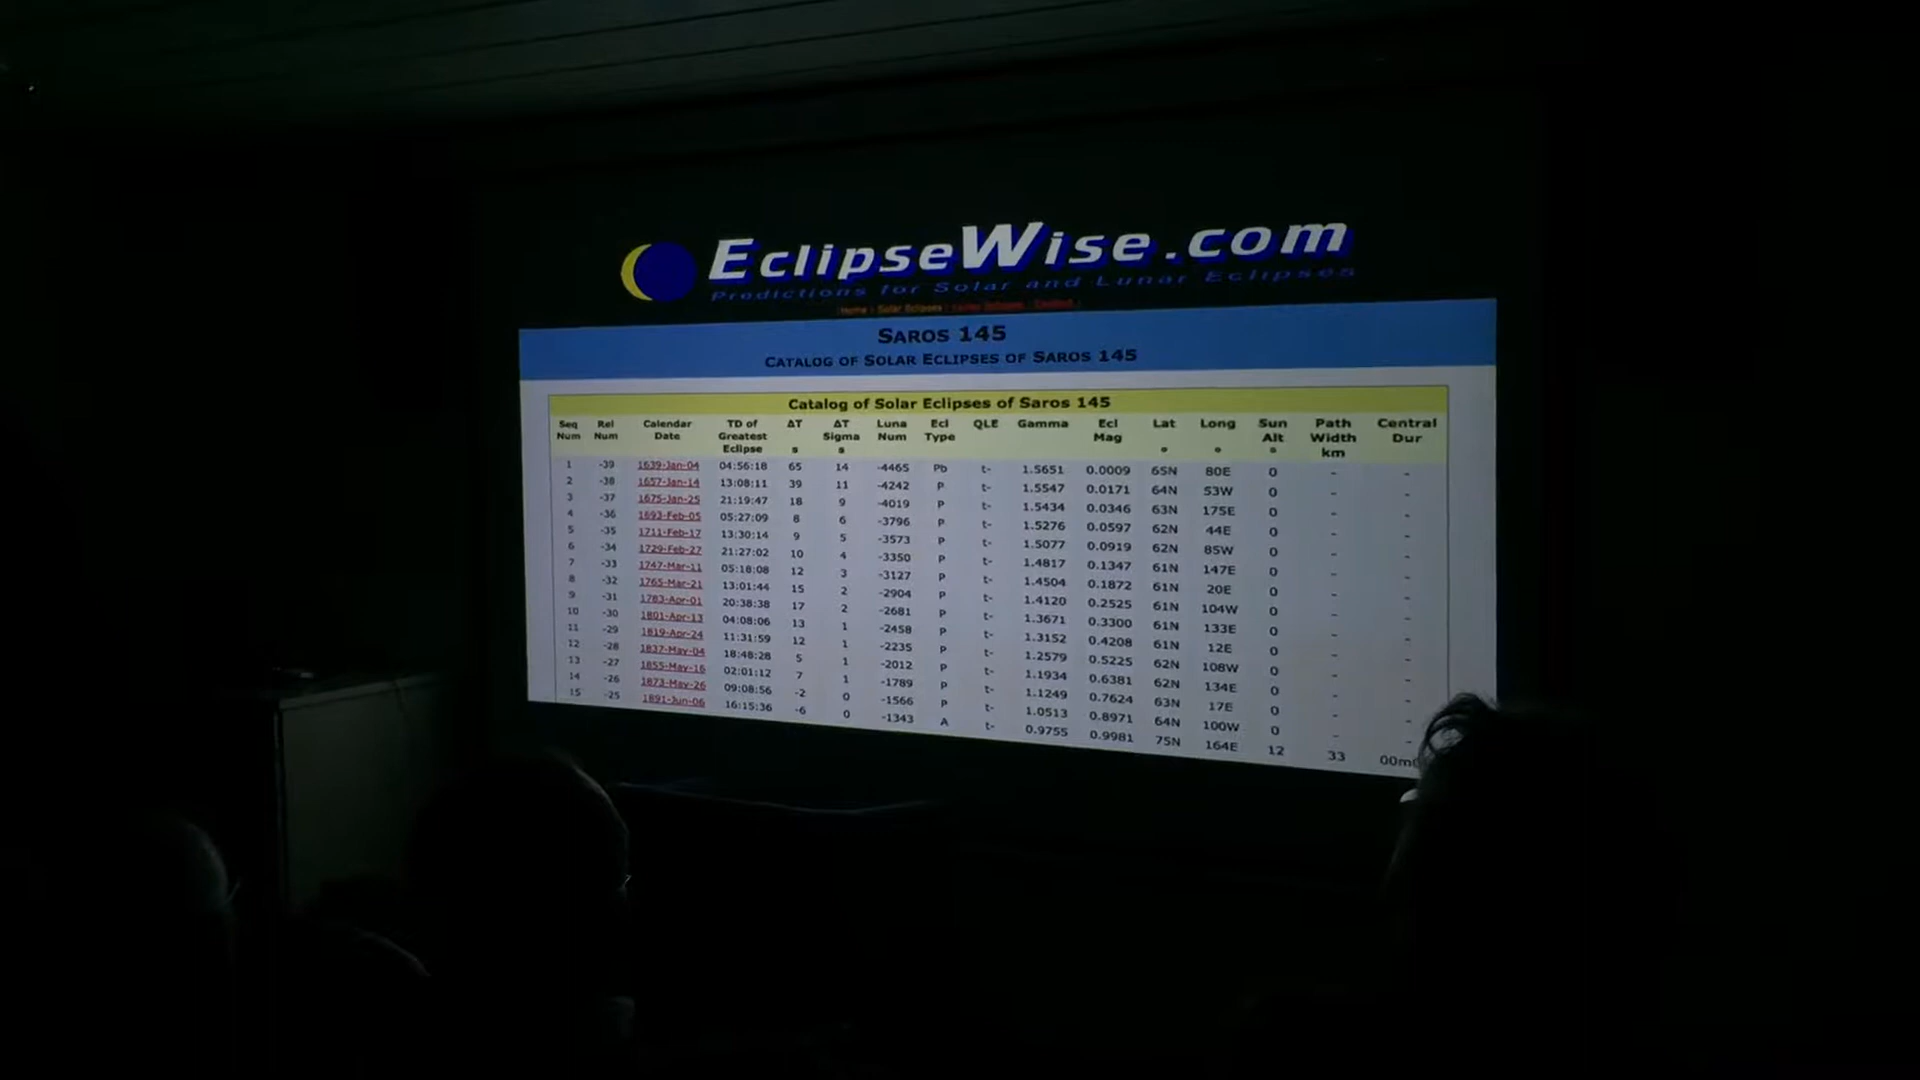 EclipseWise.com
Predictions for Solar and Lunar Eclipses
Home | Solar Eclipses | Lunar Eclipses | Contact |
Saros 145
Catalog of Solar Eclipses of Saros 145
Catalog of Solar Eclipses of Saros 145
Seq Num Rel Num Calendar Date TD of Greatest Eclipse ΔT s ΔT Sigma s Luna Num Ecl Type QLE Gamma Ecl Mag Lat ° Long ° Sun Alt ° Path Width km Central Dur
1 -39 1639-Jan-04 04:56:18 65 14 -4465 Pb t- 1.5651 0.0009 65N 80E 0 - -
2 -38 1657-Jan-14 13:08:11 39 11 -4242 P t- 1.5547 0.0171 64N 53W 0 - -
3 -37 1675-Jan-25 21:19:47 18 9 -4019 P t- 1.5434 0.0346 63N 175E 0 - -
4 -36 1693-Feb-05 05:27:09 8 6 -3796 P t- 1.5276 0.0597 62N 44E 0 - -
5 -35 1711-Feb-17 13:30:14 9 5 -3573 P t- 1.5077 0.0919 62N 85W 0 - -
6 -34 1729-Feb-27 21:27:02 10 4 -3350 P t- 1.4817 0.1347 61N 147E 0 - -
7 -33 1747-Mar-11 05:18:08 12 3 -3127 P t- 1.4504 0.1872 61N 20E 0 - -
8 -32 1765-Mar-21 13:01:44 15 2 -2904 P t- 1.4120 0.2525 61N 104W 0 - -
9 -31 1783-Apr-01 20:38:38 17 2 -2681 P t- 1.3671 0.3300 61N 133E 0 - -
10 -30 1801-Apr-13 04:08:06 13 1 -2458 P t- 1.3152 0.4208 61N 12E 0 - -
11 -29 1819-Apr-24 11:31:59 12 1 -2235 P t- 1.2579 0.5225 62N 108W 0 - -
12 -28 1837-May-04 18:48:28 5 1 -2012 P t- 1.1934 0.6381 62N 134E 0 - -
13 -27 1855-May-16 02:01:12 7 1 -1789 P t- 1.1249 0.7624 63N 17E 0 - -
14 -26 1873-May-26 09:08:56 -2 0 -1566 P t- 1.0513 0.8971 64N 100W 0 - -
15 -25 1891-Jun-06 16:15:36 -6 0 -1343 A t- 0.9755 0.9981 75N 164E 12 33 00m